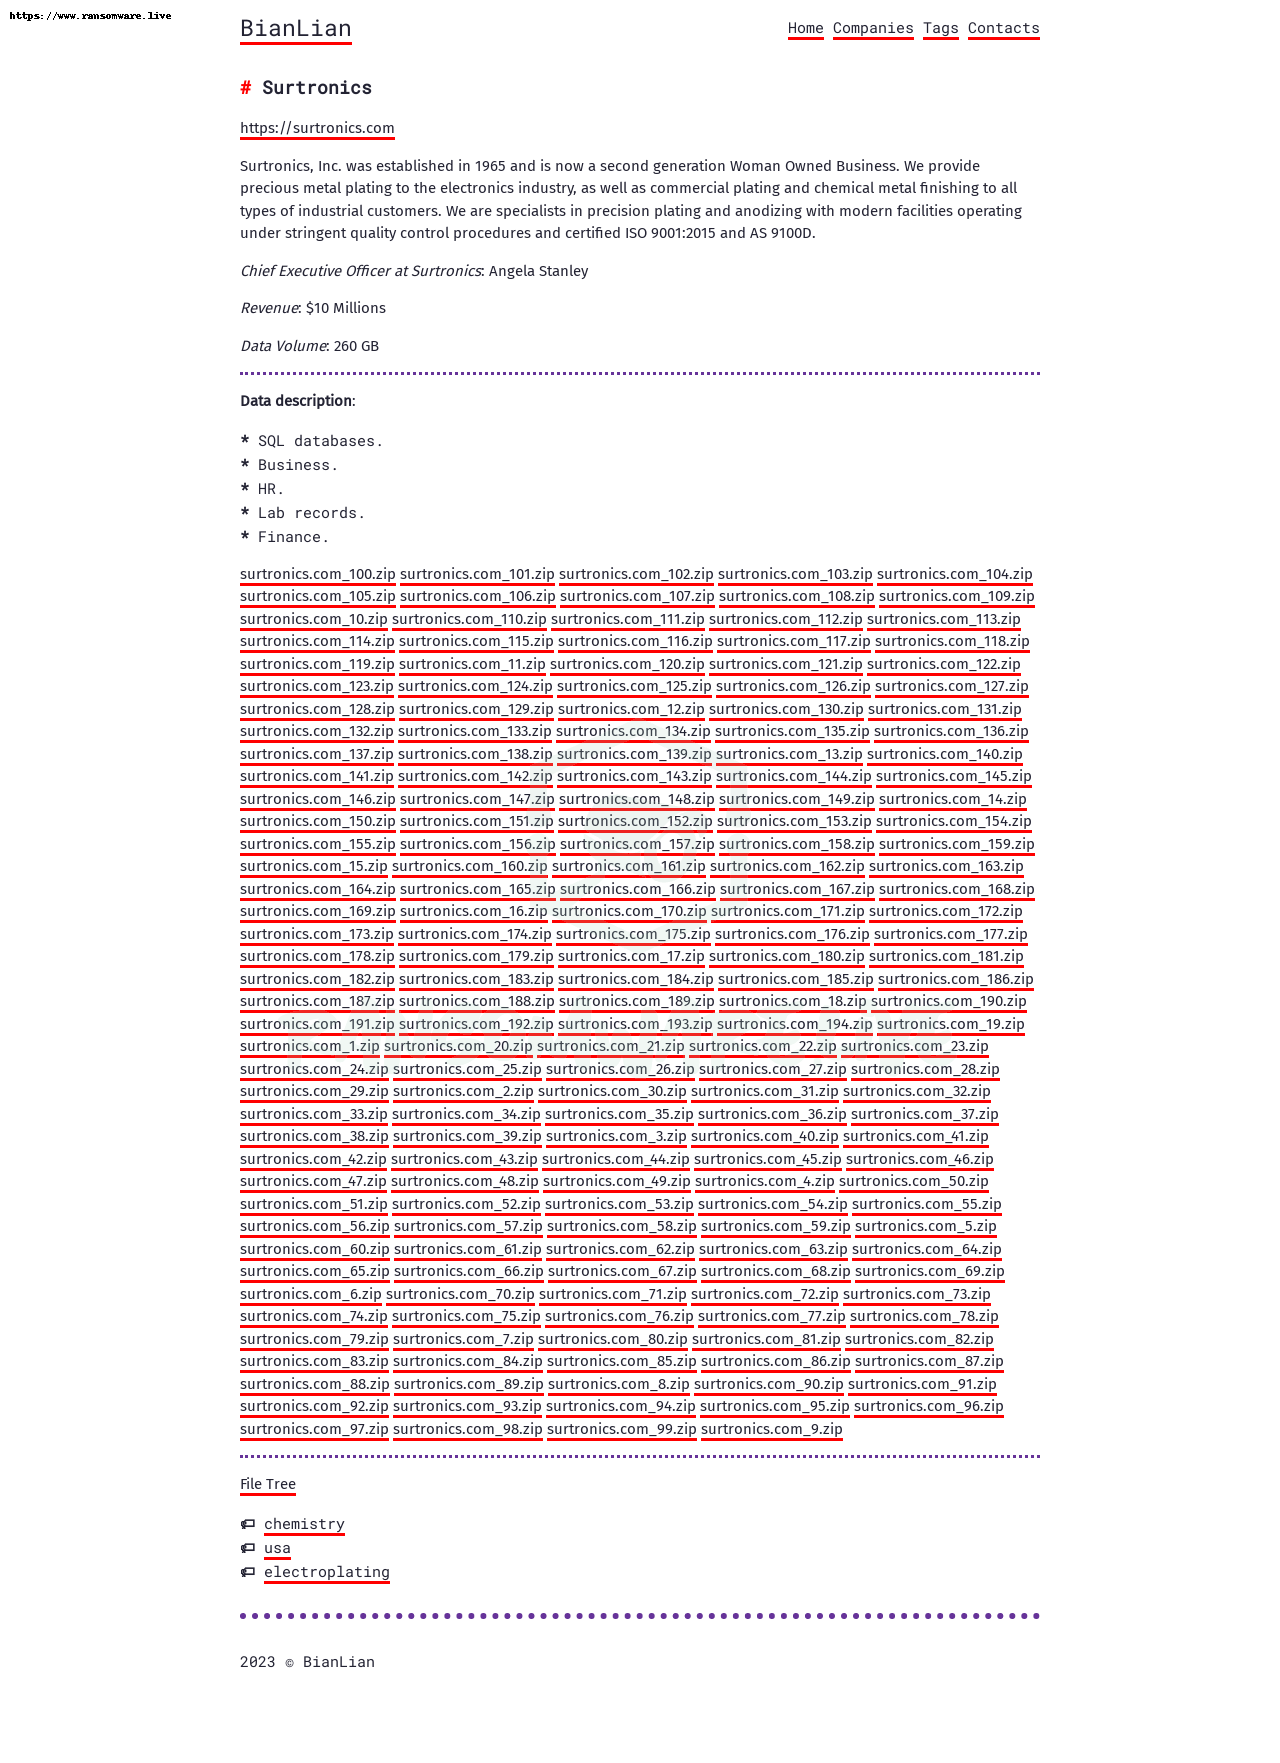 https://www.ransomware.live
BianLian
Home Companies Tags Contacts
# Surtronics
https://surtronics.com
Surtronics, Inc. was established in 1965 and is now a second generation Woman Owned Business. We provide
precious metal plating to the electronics industry, as well as commercial plating and chemical metal finishing to all
types of industrial customers. We are specialists in precision plating and anodizing with modern facilities operating
under stringent quality control procedures and certified ISO 9001:2015 and AS 9100D.
Chief Executive Officer at Surtronics: Angela Stanley
Revenue: $10 Millions
Data Volume: 260 GB
Data description:
* SQL databases.
* Business.
* HR.
* Lab records.
* Finance.
surtronics.com_100.zip surtronics.com_101.zip surtronics.com_102.zip surtronics.com_103.zip surtronics.com_104.zip
surtronics.com_105.zip surtronics.com_106.zip surtronics.com_107.zip surtronics.com_108.zip surtronics.com_109.zip
surtronics.com_10.zip surtronics.com_110.zip surtronics.com_111.zip surtronics.com_112.zip surtronics.com_113.zip
surtronics.com_114.zip surtronics.com_115.zip surtronics.com_116.zip surtronics.com_117.zip surtronics.com_118.zip
surtronics.com_119.zip surtronics.com_11.zip surtronics.com_120.zip surtronics.com_121.zip surtronics.com_122.zip
surtronics.com_123.zip surtronics.com_124.zip surtronics.com_125.zip surtronics.com_126.zip surtronics.com_127.zip
surtronics.com_128.zip surtronics.com_129.zip surtronics.com_12.zip surtronics.com_130.zip surtronics.com_131.zip
surtronics.com_132.zip surtronics.com_133.zip surtronics.com_134.zip surtronics.com_135.zip surtronics.com_136.zip
surtronics.com_137.zip surtronics.com_138.zip surtronics.com_139.zip surtronics.com_13.zip surtronics.com_140.zip
surtronics.com_141.zip surtronics.com_142.zip surtronics.com_143.zip surtronics.com_144.zip surtronics.com_145.zip
surtronics.com_146.zip surtronics.com_147.zip surtronics.com_148.zip surtronics.com_149.zip surtronics.com_14.zip
surtronics.com_150.zip surtronics.com_151.zip surtronics.com_152.zip surtronics.com_153.zip surtronics.com_154.zip
surtronics.com_155.zip surtronics.com_156.zip surtronics.com_157.zip surtronics.com_158.zip surtronics.com_159.zip
surtronics.com_15.zip surtronics.com_160.zip surtronics.com_161.zip surtronics.com_162.zip surtronics.com_163.zip
surtronics.com_164.zip surtronics.com_165.zip surtronics.com_166.zip surtronics.com_167.zip surtronics.com_168.zip
surtronics.com_169.zip surtronics.com_16.zip surtronics.com_170.zip surtronics.com_171.zip surtronics.com_172.zip
surtronics.com_173.zip surtronics.com_174.zip surtronics.com_175.zip surtronics.com_176.zip surtronics.com_177.zip
surtronics.com_178.zip surtronics.com_179.zip surtronics.com_17.zip surtronics.com_180.zip surtronics.com_181.zip
surtronics.com_182.zip surtronics.com_183.zip surtronics.com_184.zip surtronics.com_185.zip surtronics.com_186.zip
surtronics.com_187.zip surtronics.com_188.zip surtronics.com_189.zip surtronics.com_18.zip surtronics.com_190.zip
surtronics.com_191.zip surtronics.com_192.zip surtronics.com_193.zip surtronics.com_194.zip surtronics.com_19.zip
surtronics.com_1.zip surtronics.com_20.zip surtronics.com_21.zip surtronics.com_22.zip surtronics.com_23.zip
surtronics.com_24.zip surtronics.com_25.zip surtronics.com_26.zip surtronics.com_27.zip surtronics.com_28.zip
surtronics.com_29.zip surtronics.com_2.zip surtronics.com_30.zip surtronics.com_31.zip surtronics.com_32.zip
surtronics.com_33.zip surtronics.com_34.zip surtronics.com_35.zip surtronics.com_36.zip surtronics.com_37.zip
surtronics.com_38.zip surtronics.com_39.zip surtronics.com_3.zip surtronics.com_40.zip surtronics.com_41.zip
surtronics.com_42.zip surtronics.com_43.zip surtronics.com_44.zip surtronics.com_45.zip surtronics.com_46.zip
surtronics.com_47.zip surtronics.com_48.zip surtronics.com_49.zip surtronics.com_4.zip surtronics.com_50.zip
surtronics.com_51.zip surtronics.com_52.zip surtronics.com_53.zip surtronics.com_54.zip surtronics.com_55.zip
surtronics.com_56.zip surtronics.com_57.zip surtronics.com_58.zip surtronics.com_59.zip surtronics.com_5.zip
surtronics.com_60.zip surtronics.com_61.zip surtronics.com_62.zip surtronics.com_63.zip surtronics.com_64.zip
surtronics.com_65.zip surtronics.com_66.zip surtronics.com_67.zip surtronics.com_68.zip surtronics.com_69.zip
surtronics.com_6.zip surtronics.com_70.zip surtronics.com_71.zip surtronics.com_72.zip surtronics.com_73.zip
surtronics.com_74.zip surtronics.com_75.zip surtronics.com_76.zip surtronics.com_77.zip surtronics.com_78.zip
surtronics.com_79.zip surtronics.com_7.zip surtronics.com_80.zip surtronics.com_81.zip surtronics.com_82.zip
surtronics.com_83.zip surtronics.com_84.zip surtronics.com_85.zip surtronics.com_86.zip surtronics.com_87.zip
surtronics.com_88.zip surtronics.com_89.zip surtronics.com_8.zip surtronics.com_90.zip surtronics.com_91.zip
surtronics.com_92.zip surtronics.com_93.zip surtronics.com_94.zip surtronics.com_95.zip surtronics.com_96.zip
surtronics.com_97.zip surtronics.com_98.zip surtronics.com_99.zip surtronics.com_9.zip
File Tree
chemistry
usa
electroplating
2023 © BianLian